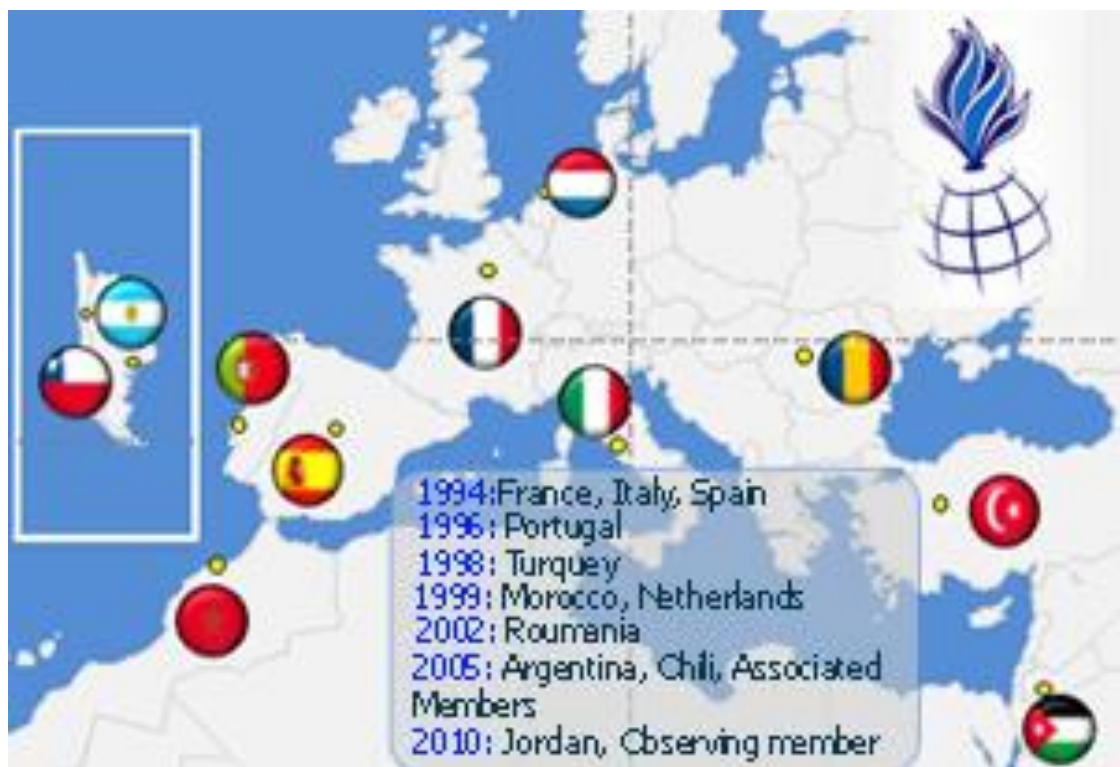 1994:France, Italy, Spain
1996: Portugal
1998: Turquey
1999: Morocco, Netherlands
2002: Roumania
2005: Argentina, Chili, Associated
Members
2010: Jordan, Observing member